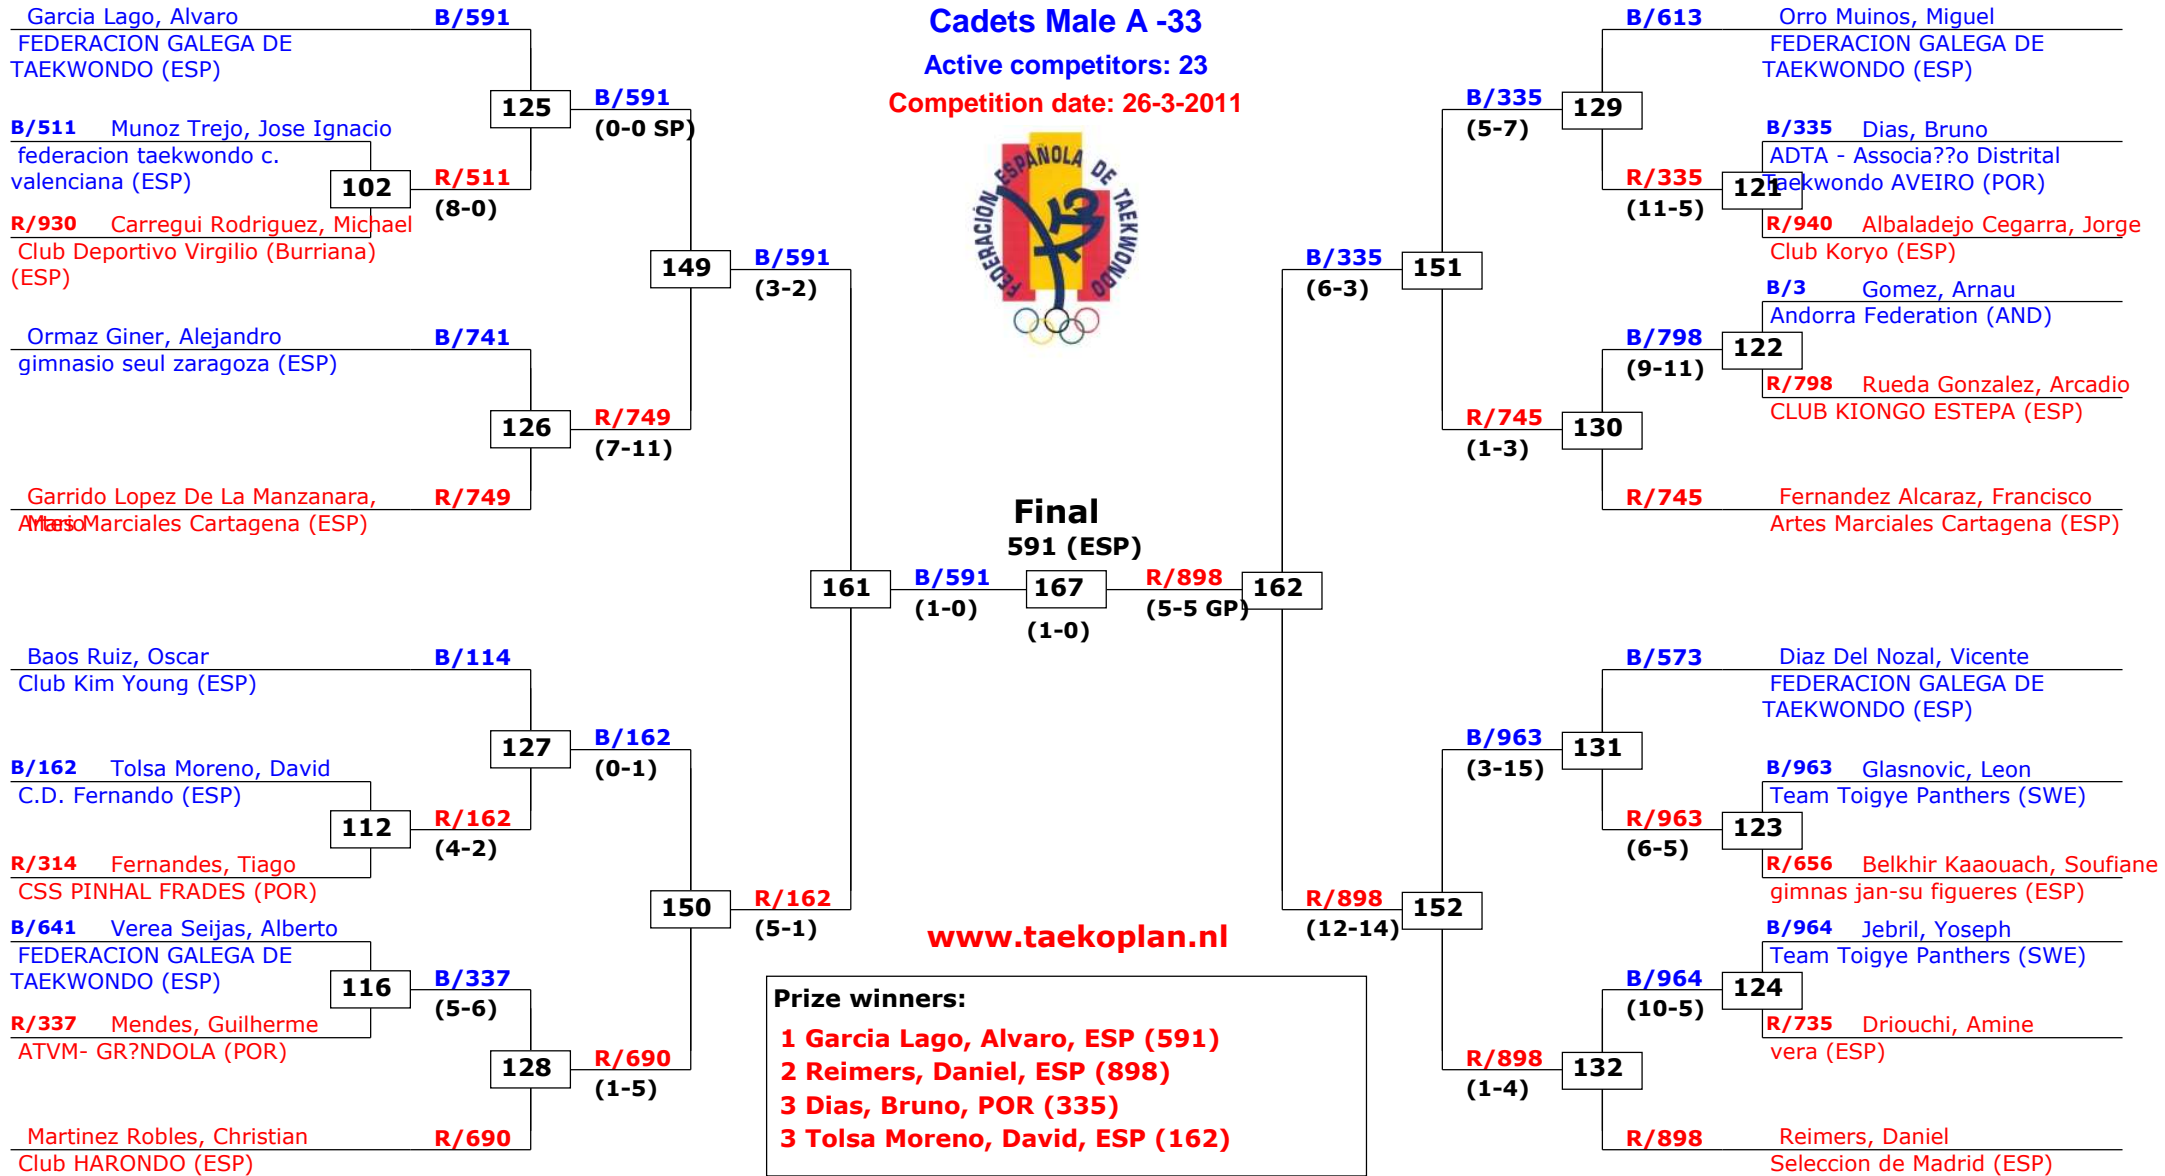 Cadets Male A -33
Active competitors: 23
Competition date: 26-3-2011
FEDERACIÓN ESPAÑOLA DE TAEKWONDO
Garcia Lago, Alvaro B/591
FEDERACION GALEGA DE
TAEKWONDO (ESP)
125
B/591
(0-0 SP)
B/511 Munoz Trejo, Jose Ignacio
federacion taekwondo c.
valenciana (ESP)
102
R/511
(8-0)
R/930 Carregui Rodriguez, Michael
Club Deportivo Virgilio (Burriana)
(ESP)
149
B/591
(3-2)
Ormaz Giner, Alejandro B/741
gimnasio seul zaragoza (ESP)
126
R/749
(7-11)
Garrido Lopez De La Manzanara, R/749
Mario
Artes Marciales Cartagena (ESP)
161
B/591
(1-0)
Baos Ruiz, Oscar B/114
Club Kim Young (ESP)
127
B/162
(0-1)
B/162 Tolsa Moreno, David
C.D. Fernando (ESP)
112
R/162
(4-2)
R/314 Fernandes, Tiago
CSS PINHAL FRADES (POR)
150
R/162
(5-1)
B/641 Verea Seijas, Alberto
FEDERACION GALEGA DE
TAEKWONDO (ESP)
116
B/337
(5-6)
R/337 Mendes, Guilherme
ATVM- GR?NDOLA (POR)
128
R/690
(1-5)
Martinez Robles, Christian R/690
Club HARONDO (ESP)
Final
591 (ESP)
167
(1-0)
B/613 Orro Muinos, Miguel
FEDERACION GALEGA DE
TAEKWONDO (ESP)
B/335
(5-7)
129
B/335 Dias, Bruno
ADTA - Associa??o Distrital
Taekwondo AVEIRO (POR)
R/335
(11-5)
121
R/940 Albaladejo Cegarra, Jorge
Club Koryo (ESP)
B/335
(6-3)
151
B/3 Gomez, Arnau
Andorra Federation (AND)
B/798
(9-11)
122
R/798 Rueda Gonzalez, Arcadio
CLUB KIONGO ESTEPA (ESP)
R/745
(1-3)
130
R/745 Fernandez Alcaraz, Francisco
Artes Marciales Cartagena (ESP)
R/898
(5-5 GP)
162
B/573 Diaz Del Nozal, Vicente
FEDERACION GALEGA DE
TAEKWONDO (ESP)
B/963
(3-15)
131
B/963 Glasnovic, Leon
Team Toigye Panthers (SWE)
R/963
(6-5)
123
R/656 Belkhir Kaaouach, Soufiane
gimnas jan-su figueres (ESP)
R/898
(12-14)
152
B/964 Jebril, Yoseph
Team Toigye Panthers (SWE)
B/964
(10-5)
124
R/735 Driouchi, Amine
vera (ESP)
R/898
(1-4)
132
R/898 Reimers, Daniel
Seleccion de Madrid (ESP)
www.taekoplan.nl
Prize winners:
1 Garcia Lago, Alvaro, ESP (591)
2 Reimers, Daniel, ESP (898)
3 Dias, Bruno, POR (335)
3 Tolsa Moreno, David, ESP (162)